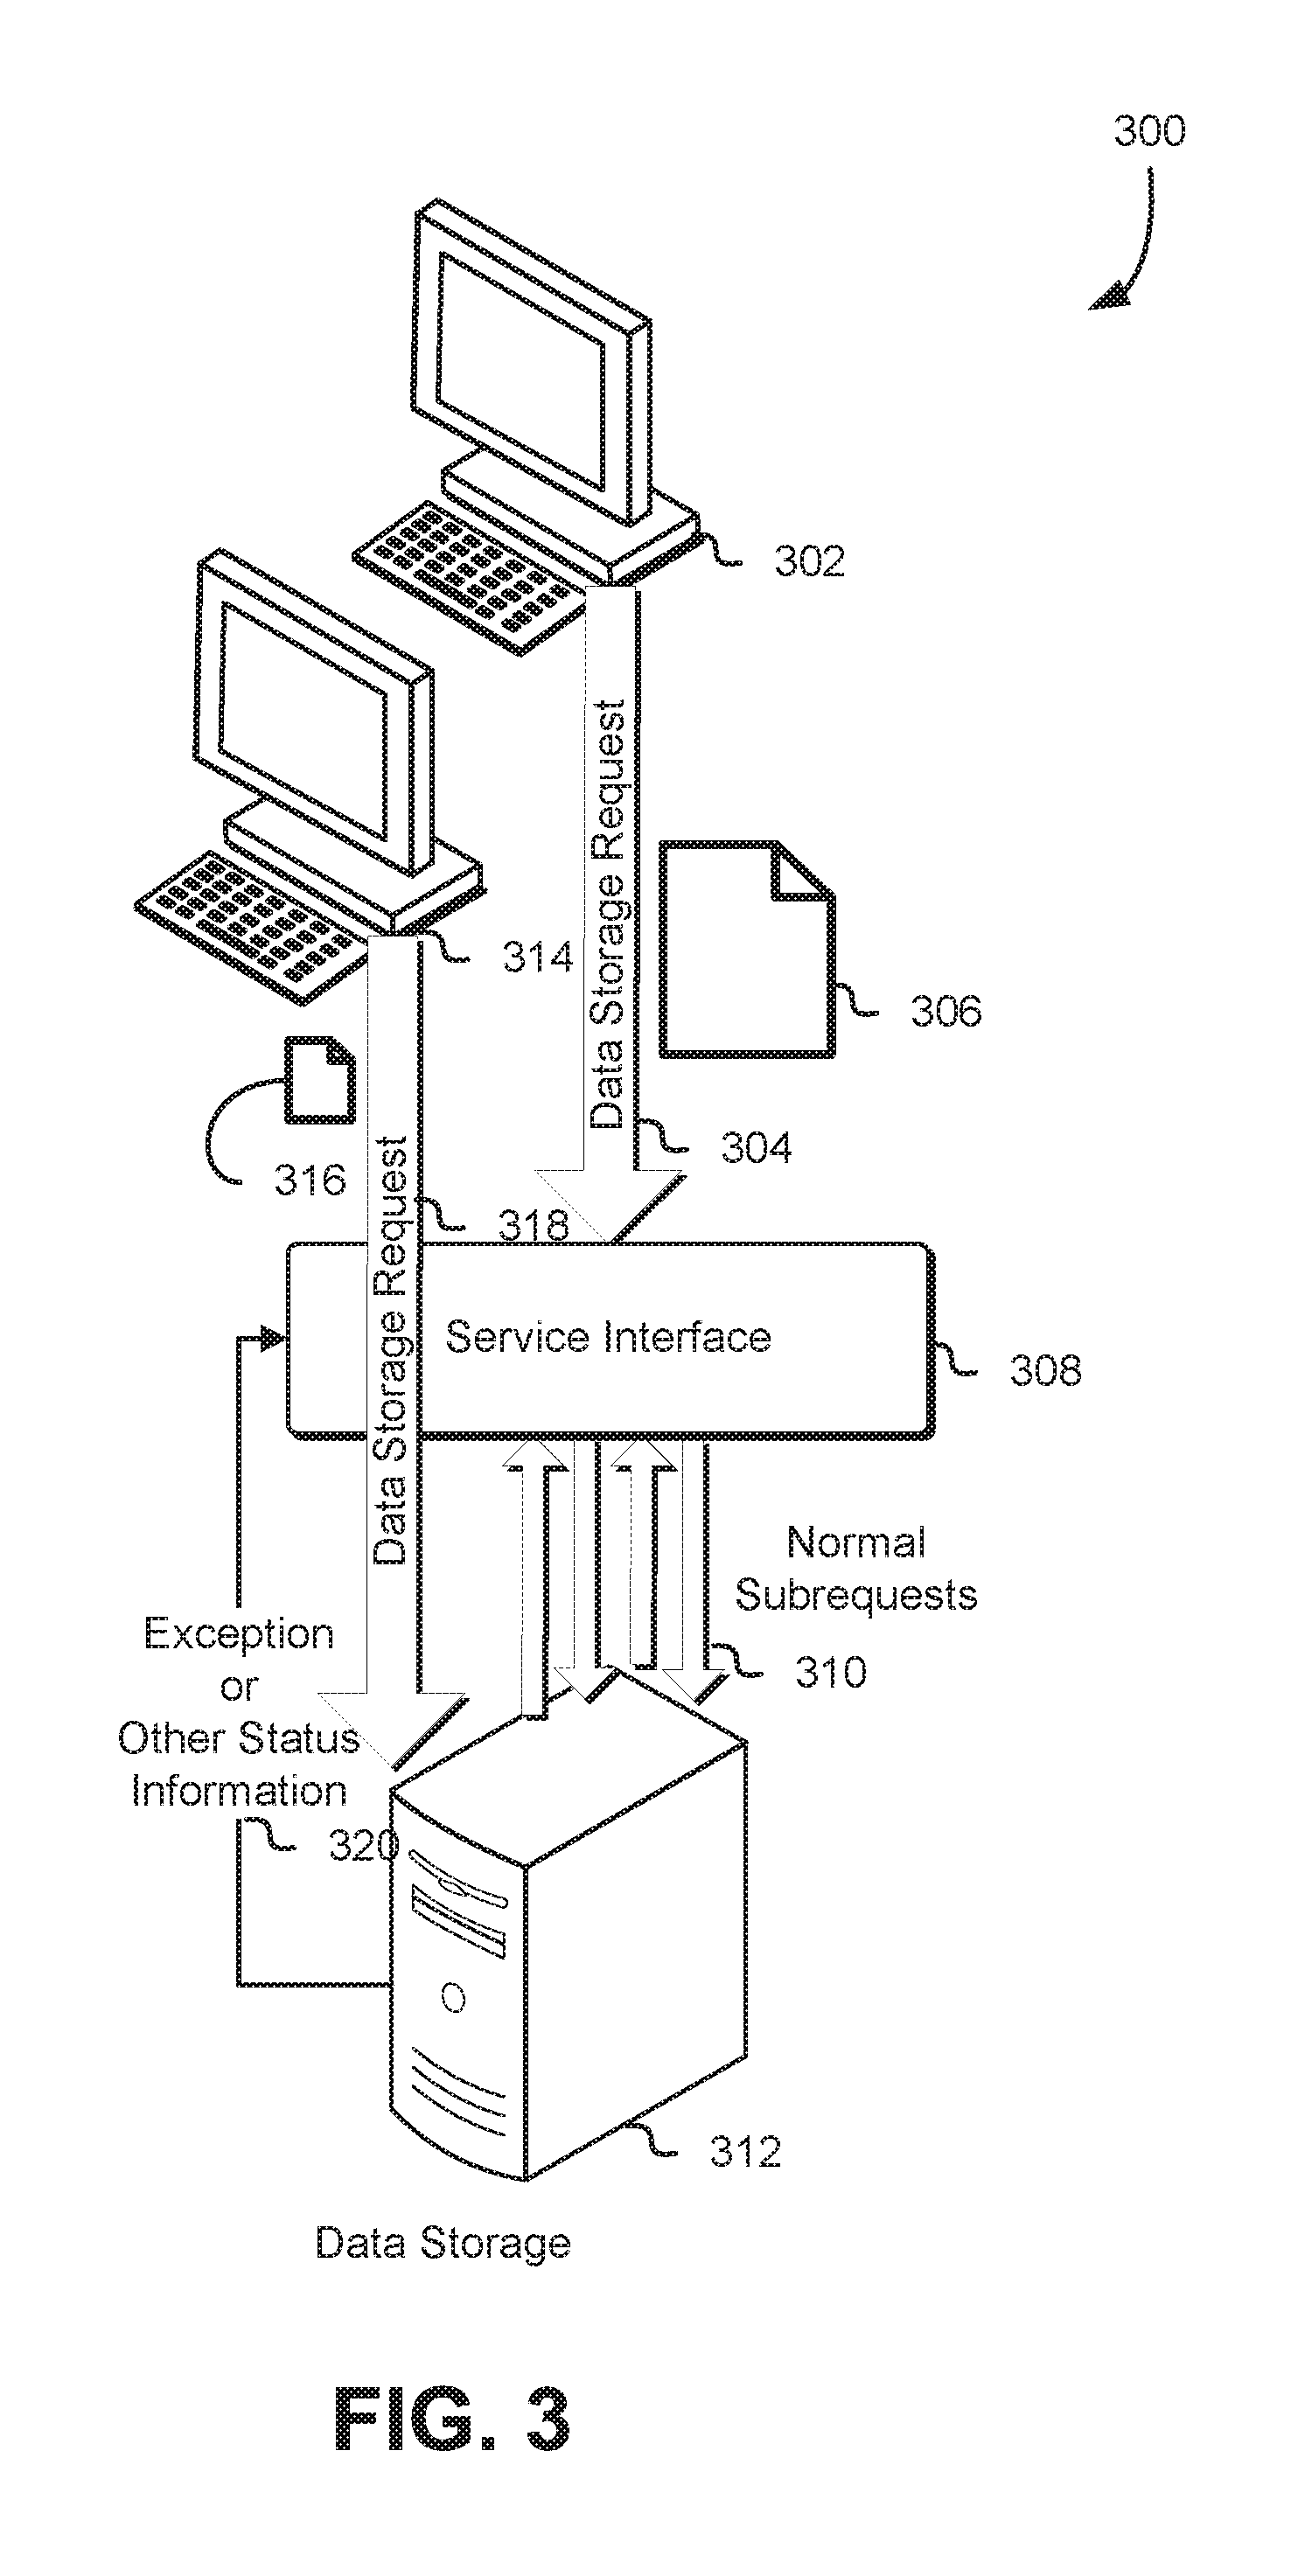 300
302
Data Storage Request
314
306
304
316
318
Data Storage Request
Service Interface
308
Normal
Subrequests
310
Exception
or
Other Status
Information
320
312
Data Storage
FIG. 3